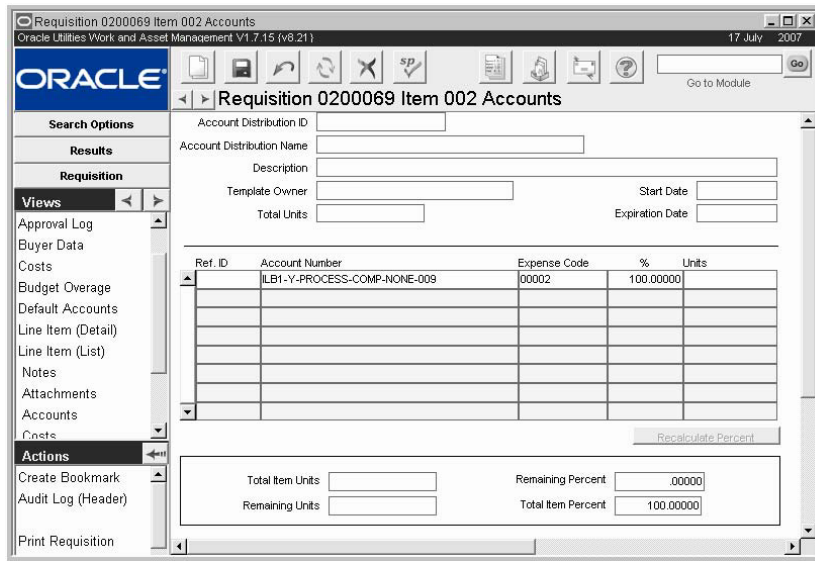 Requisition 0200069 Item 002 Accounts
Oracle Utilities Work and Asset Management V1.7.15 (v8.21) 17 July 2007
ORACLE
sp
Go
Go to Module
Requisition 0200069 Item 002 Accounts
Search Options
Results
Requisition
Views
Approval Log
Buyer Data
Costs
Budget Overage
Default Accounts
Line Item (Detail)
Line Item (List)
Notes
Attachments
Accounts
Costs
Actions
Create Bookmark
Audit Log (Header)
Print Requisition
Account Distribution ID
Account Distribution Name
Description
Template Owner Start Date
Total Units Expiration Date
Ref. ID Account Number Expense Code % Units
ILB1-Y-PROCESS-COMP-NONE-009 00002 100.00000
Recalculate Percent
Total Item Units Remaining Percent .00000
Remaining Units Total Item Percent 100.00000